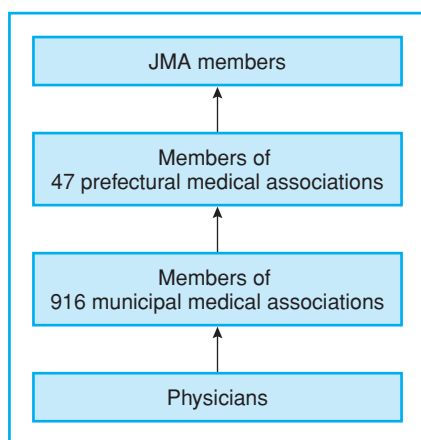 JMA members
Members of
47 prefectural medical associations
Members of
916 municipal medical associations
Physicians